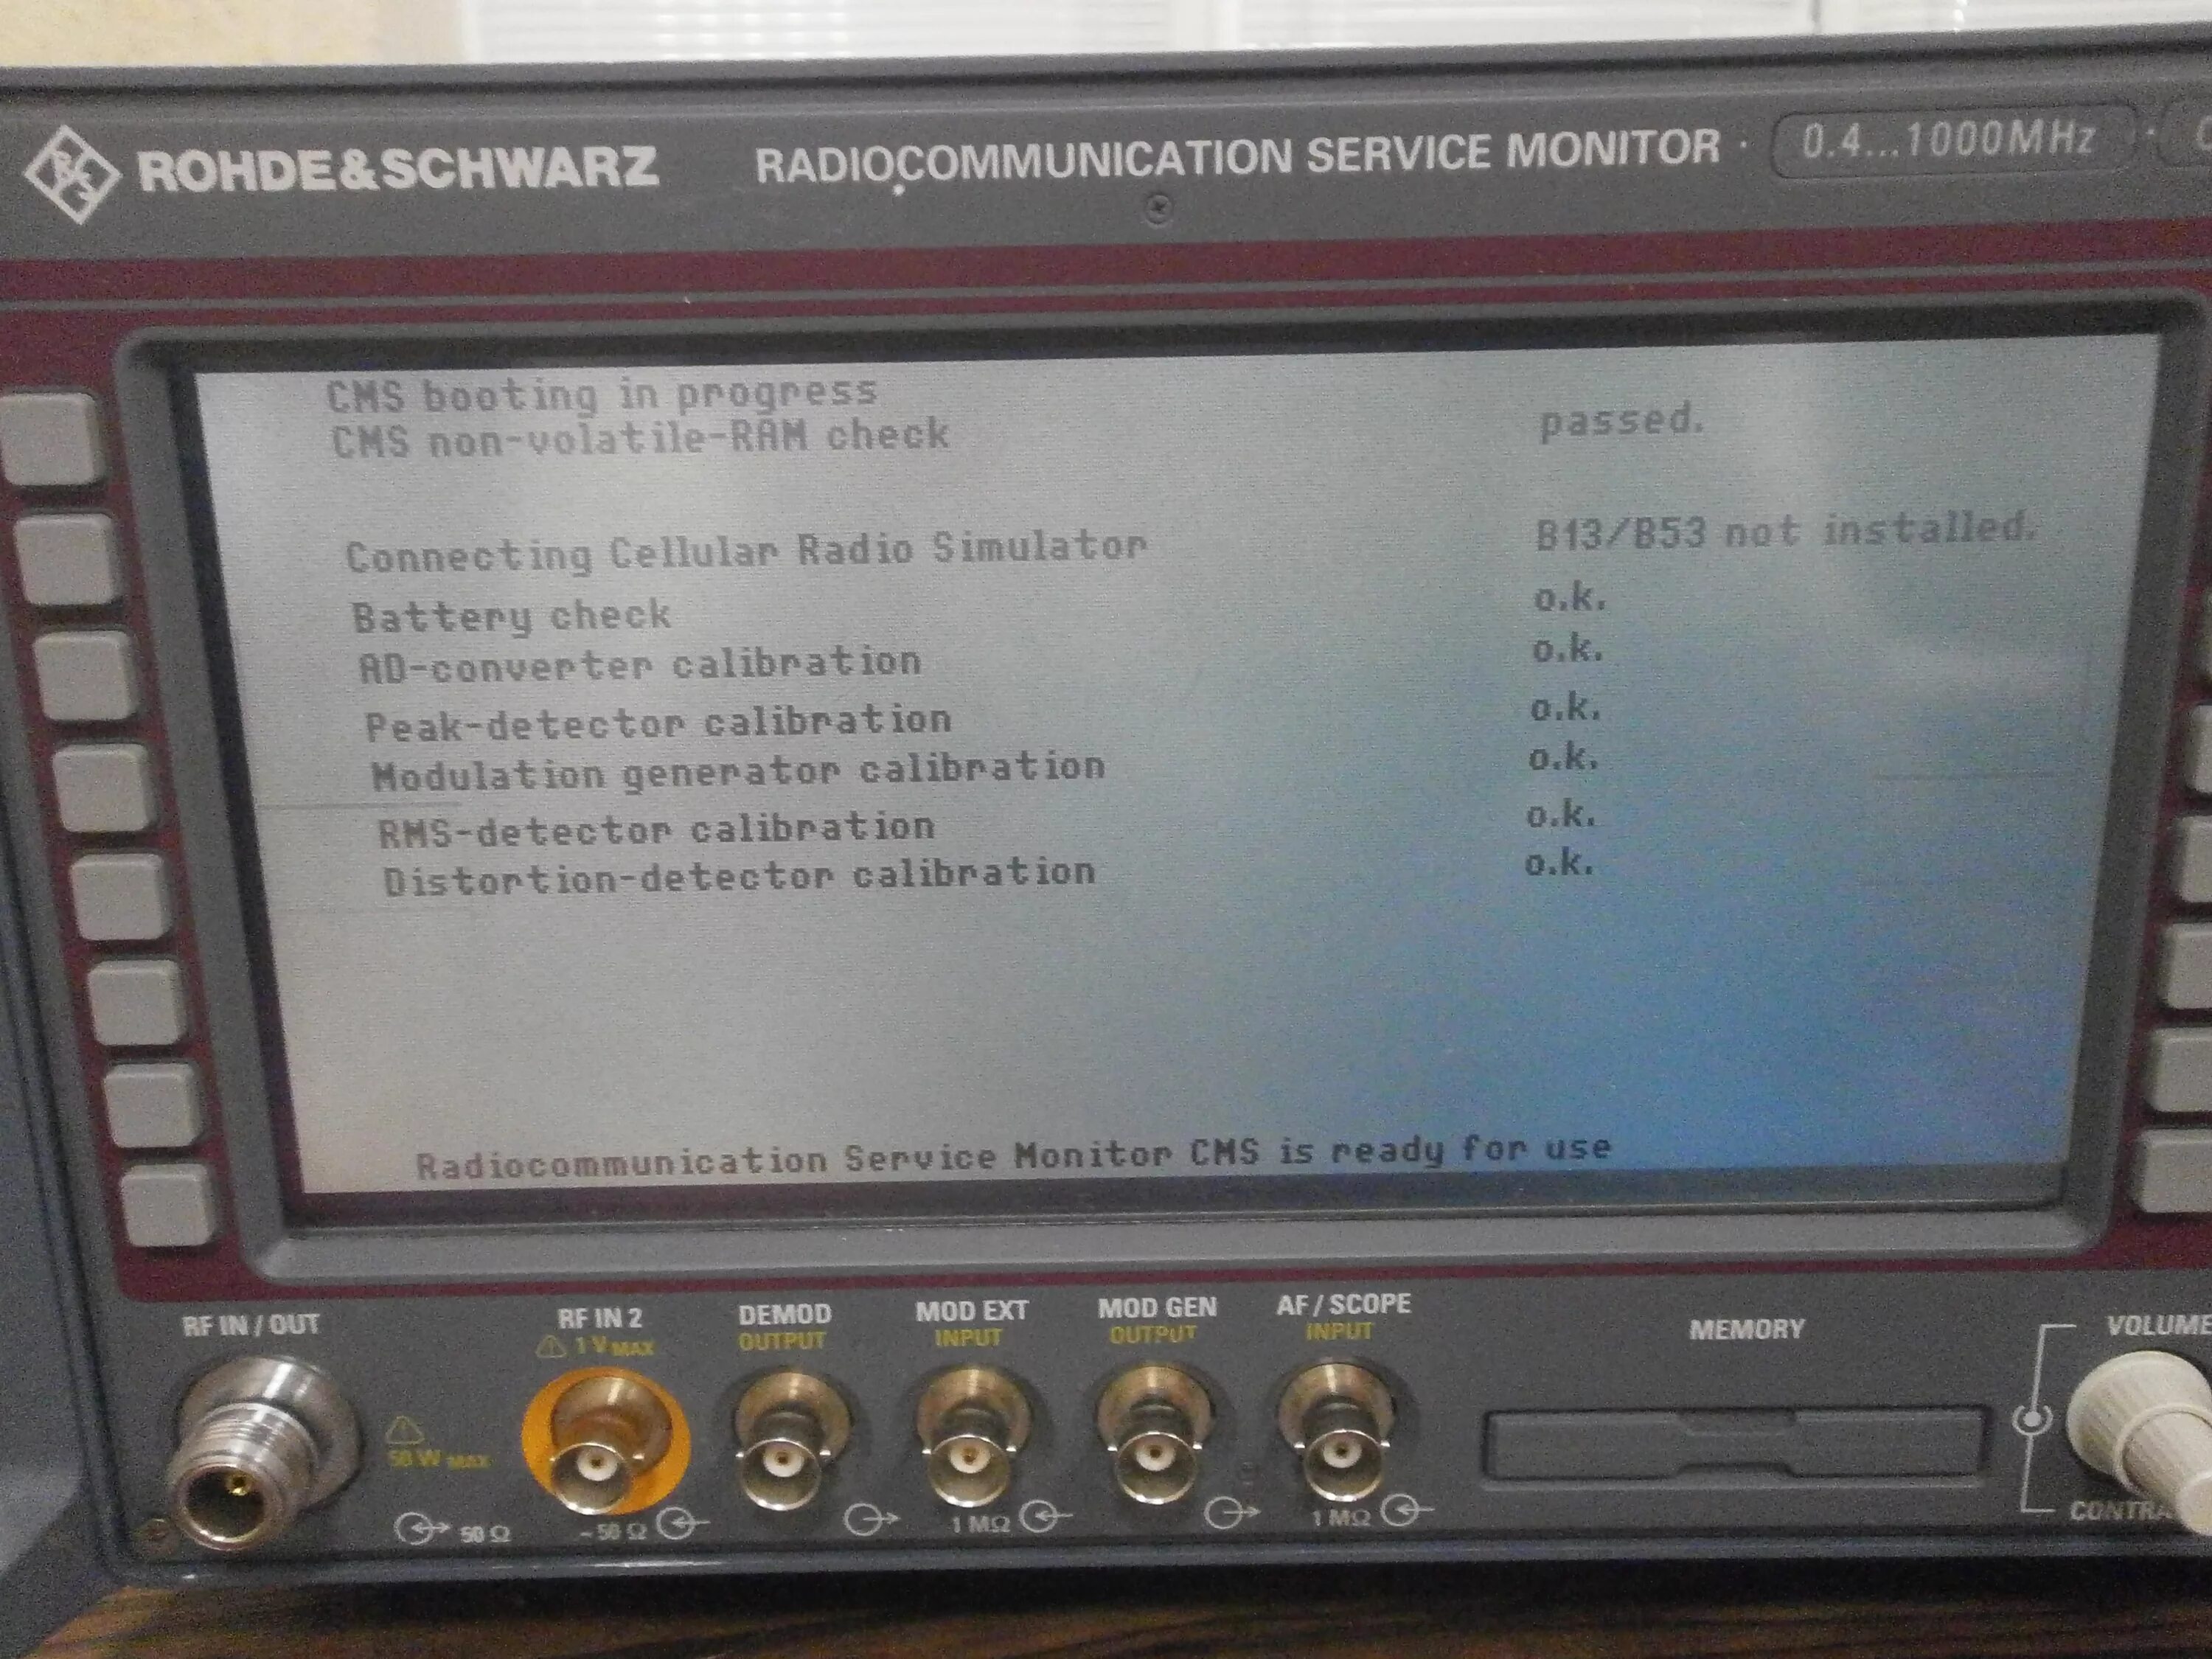 ROHDE&SCHWARZ RADIOCOMMUNICATION SERVICE MONITOR · 0.4...1000MHz ·
CMS booting in progress
CMS non-volatile-RAM check passed.
Connecting Cellular Radio Simulator B13/B53 not installed.
Battery check o.k.
AD-converter calibration o.k.
Peak-detector calibration o.k.
Modulation generator calibration o.k.
RMS-detector calibration o.k.
Distortion-detector calibration o.k.
Radiocommunication Service Monitor CMS is ready for use
RF IN / OUT
50 W MAX
50 Ω
RF IN 2
1 V MAX
~50 Ω
DEMOD
OUTPUT
MOD EXT
INPUT
1 MΩ
MOD GEN
OUTPUT
AF / SCOPE
INPUT
1 MΩ
MEMORY
VOLUME